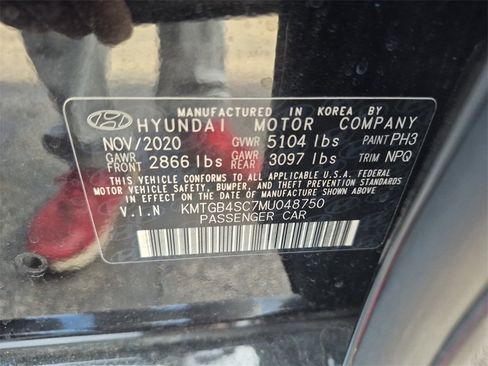 MANUFACTURED IN KOREA BY
HYUNDAI MOTOR COMPANY
NOV/2020 GVWR 5104 lbs PAINT PH3
GAWR FRONT 2866 lbs GAWR REAR 3097 lbs TRIM NPQ
THIS VEHICLE CONFORMS TO ALL APPLICABLE U.S.A. FEDERAL
MOTOR VEHICLE SAFETY, BUMPER, AND THEFT PREVENTION STANDARDS
IN EFFECT ON THE DATE OF MANUFACTURE SHOWN ABOVE
V.I.N KMTGB4SC7MU048750
PASSENGER CAR